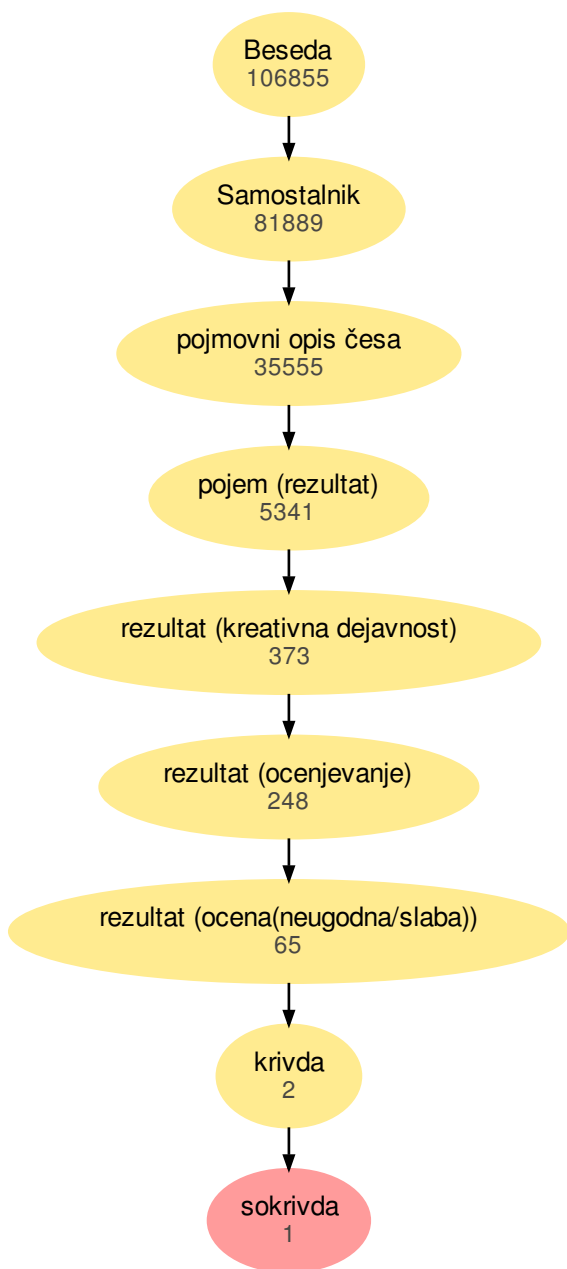 Beseda
106855
Samostalnik
81889
pojmovni opis česa
35555
pojem (rezultat)
5341
rezultat (kreativna dejavnost)
373
rezultat (ocenjevanje)
248
rezultat (ocena(neugodna/slaba))
65
krivda
2
sokrivda
1